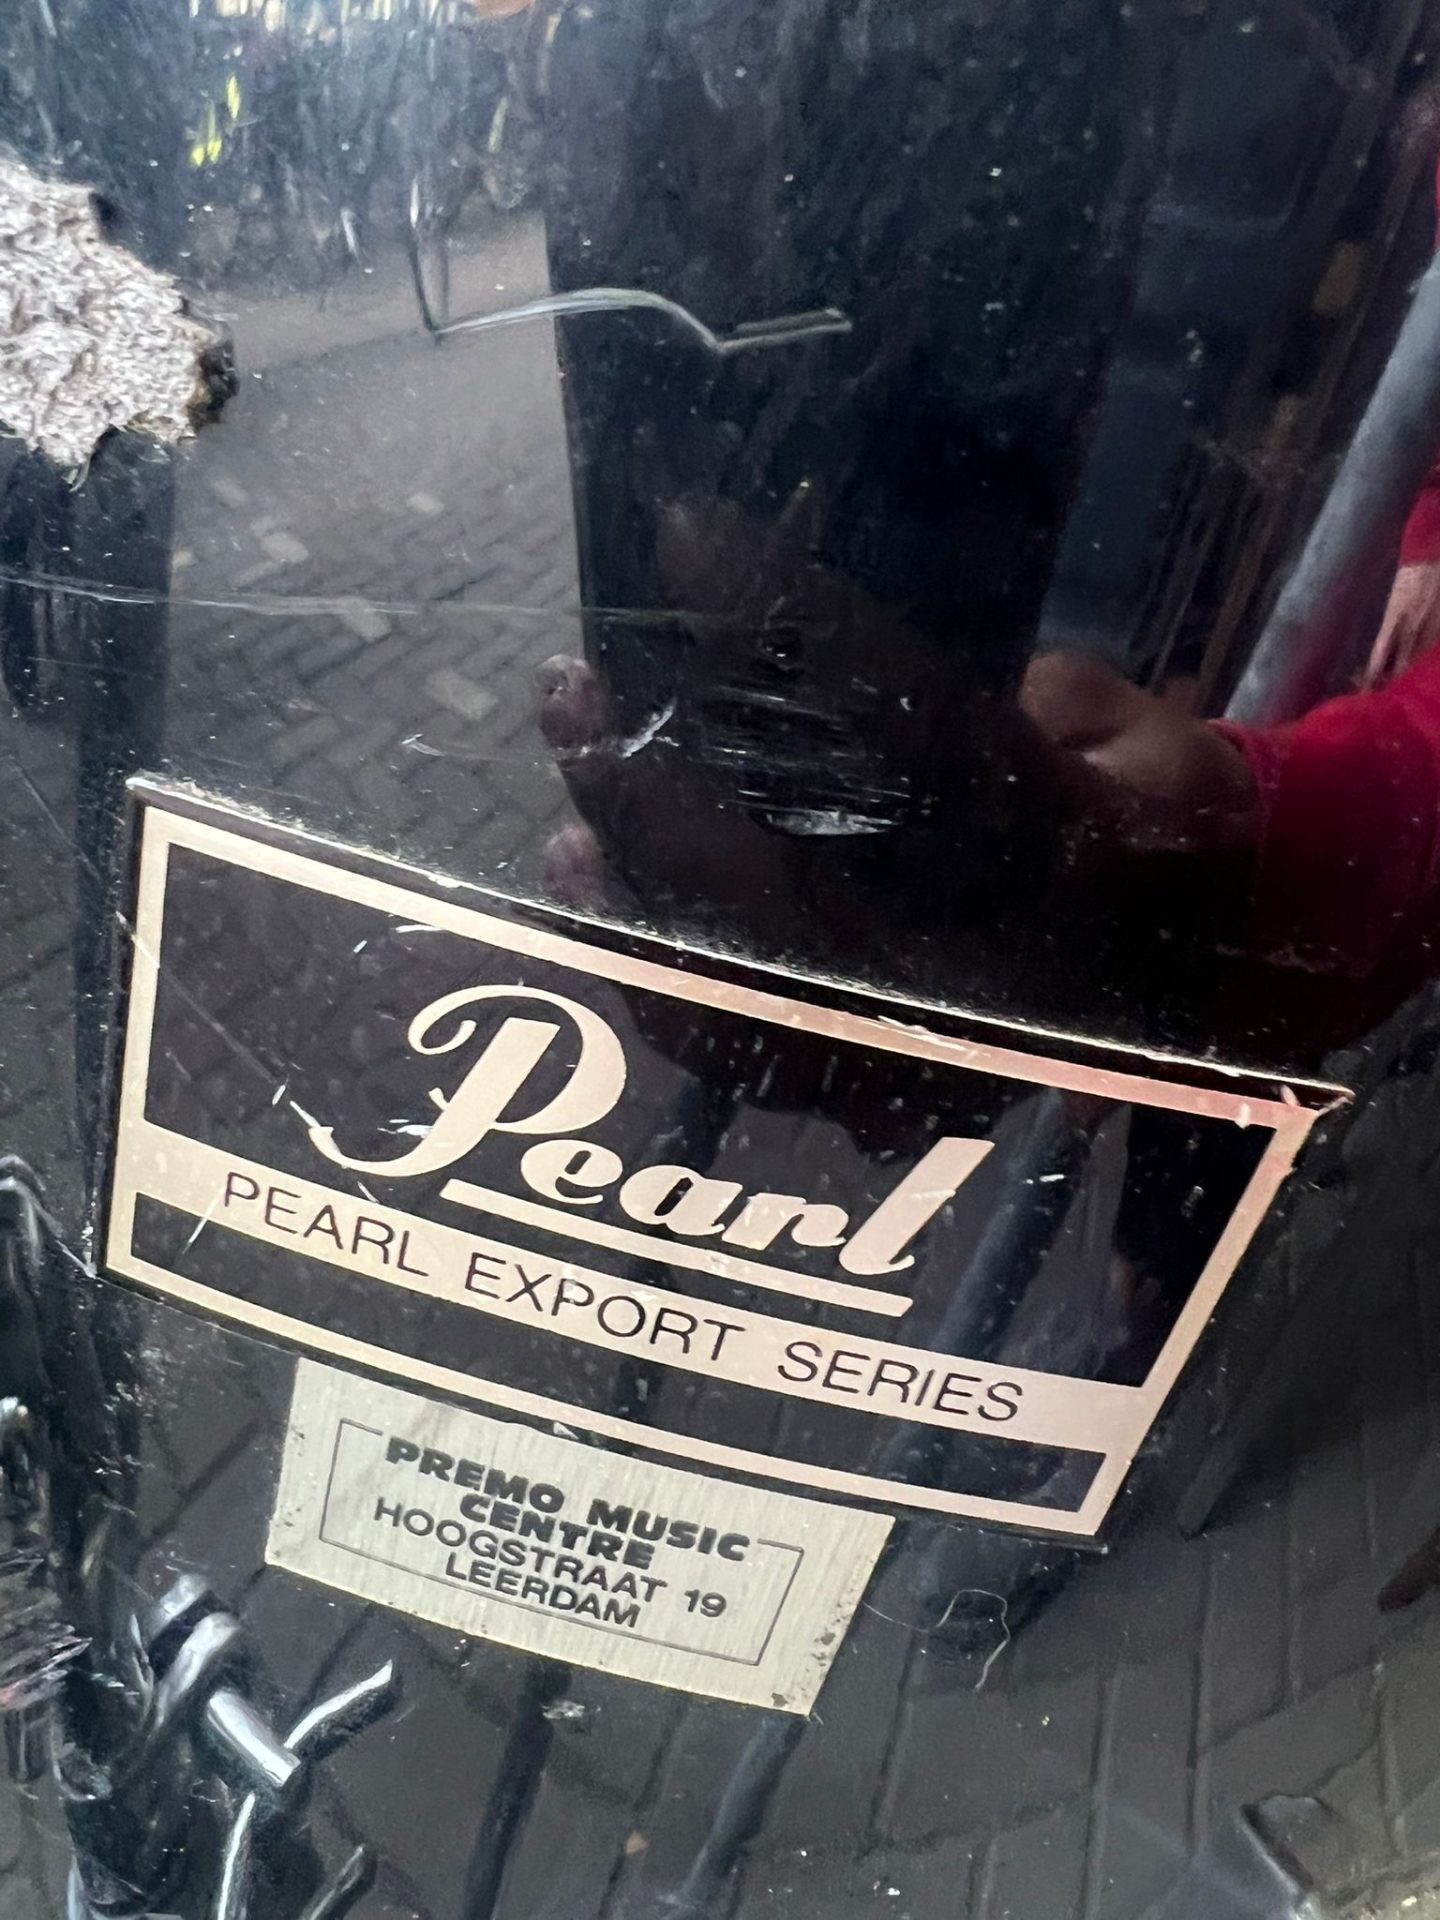 Pearl
PEARL EXPORT SERIES
PREMO MUSIC
CENTRE
HOOGSTRAAT 19
LEERDAM